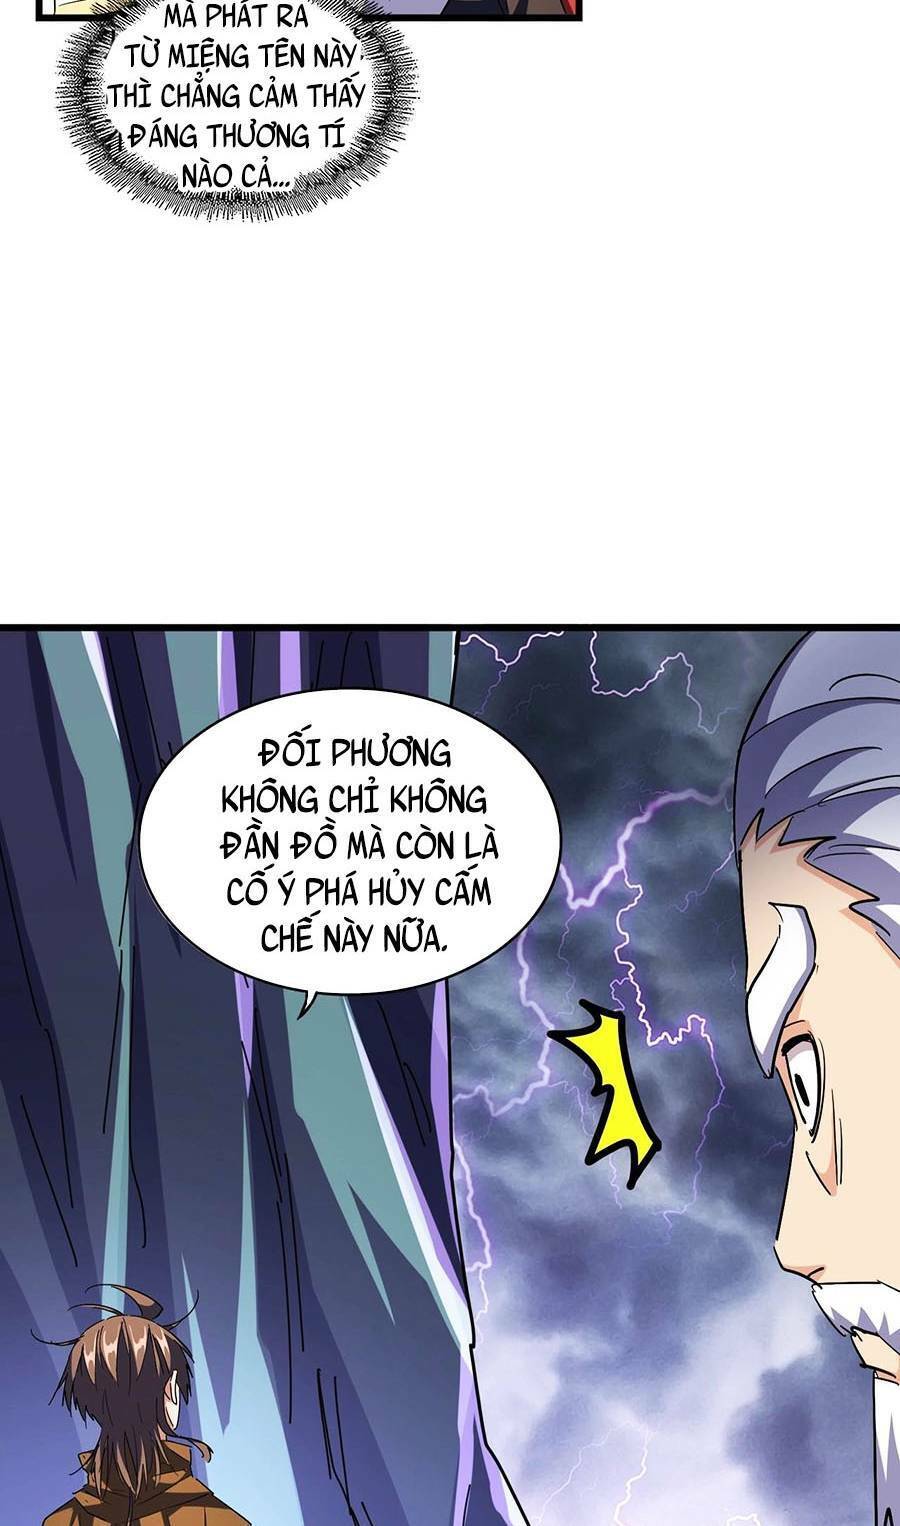 MÀ PHÁT RA
TỪ MIỆNG TÊN NÀY
THÌ CHẲNG CẢM THẤY
ĐÁNG THƯƠNG TÍ
NÀO CẢ...
ĐỐI PHƯƠNG
KHÔNG CHỈ KHÔNG
ĐẦN ĐỒ MÀ CÒN LÀ
CỐ Ý PHÁ HỦY CẤM
CHẾ NÀY NỮA.